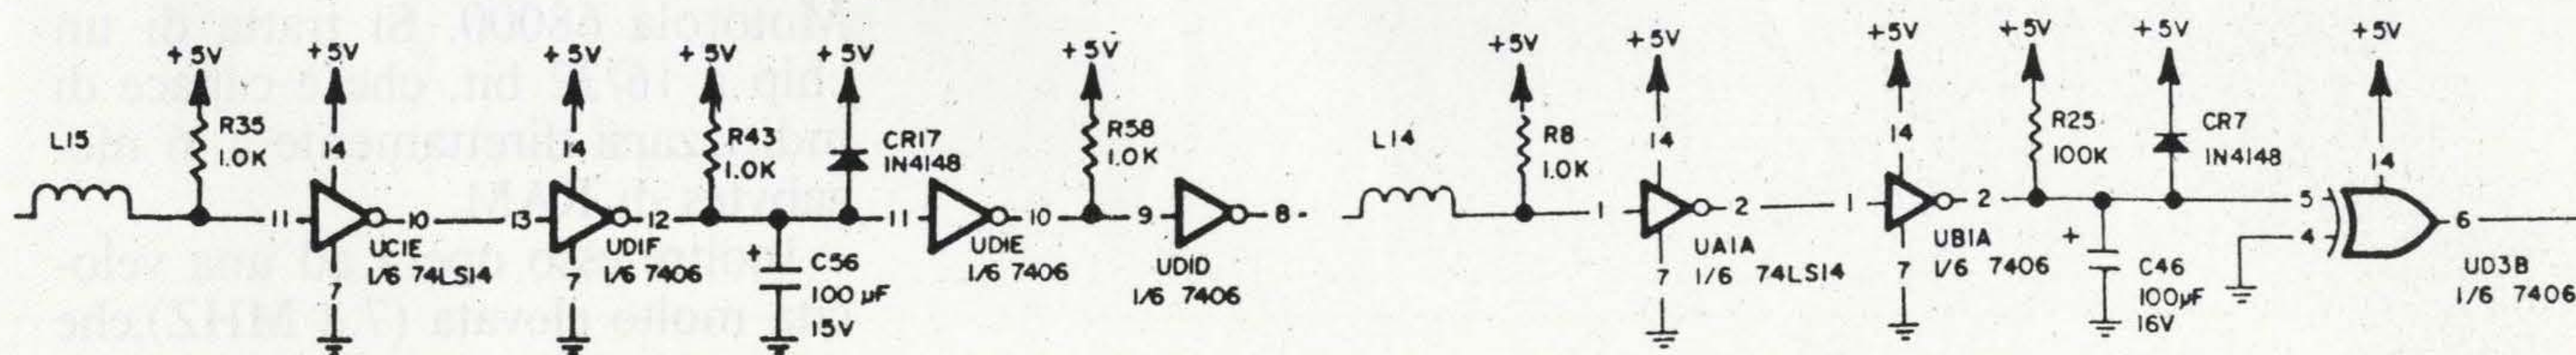 +5V
+5V
+5V
+5V
+5V
+5V
+5V
+5V
+5V
+5V
+5V
+5V
L15
R35
1.0K
14
14
R43
1.0K
CR17
1N4148
R58
1.0K
L14
R8
1.0K
14
14
R25
100K
CR7
1N4148
14
11
10
13
12
11
10
9
8
1
2
1
2
5
4
6
UC1E
1/6 74LS14
7
UD1F
1/6 7406
7
+
C56
100µF
15V
UD1E
1/6 7406
UD1D
1/6 7406
UA1A
1/6 74LS14
7
UB1A
1/6 7406
7
+
C46
100µF
16V
UD3B
1/6 7406